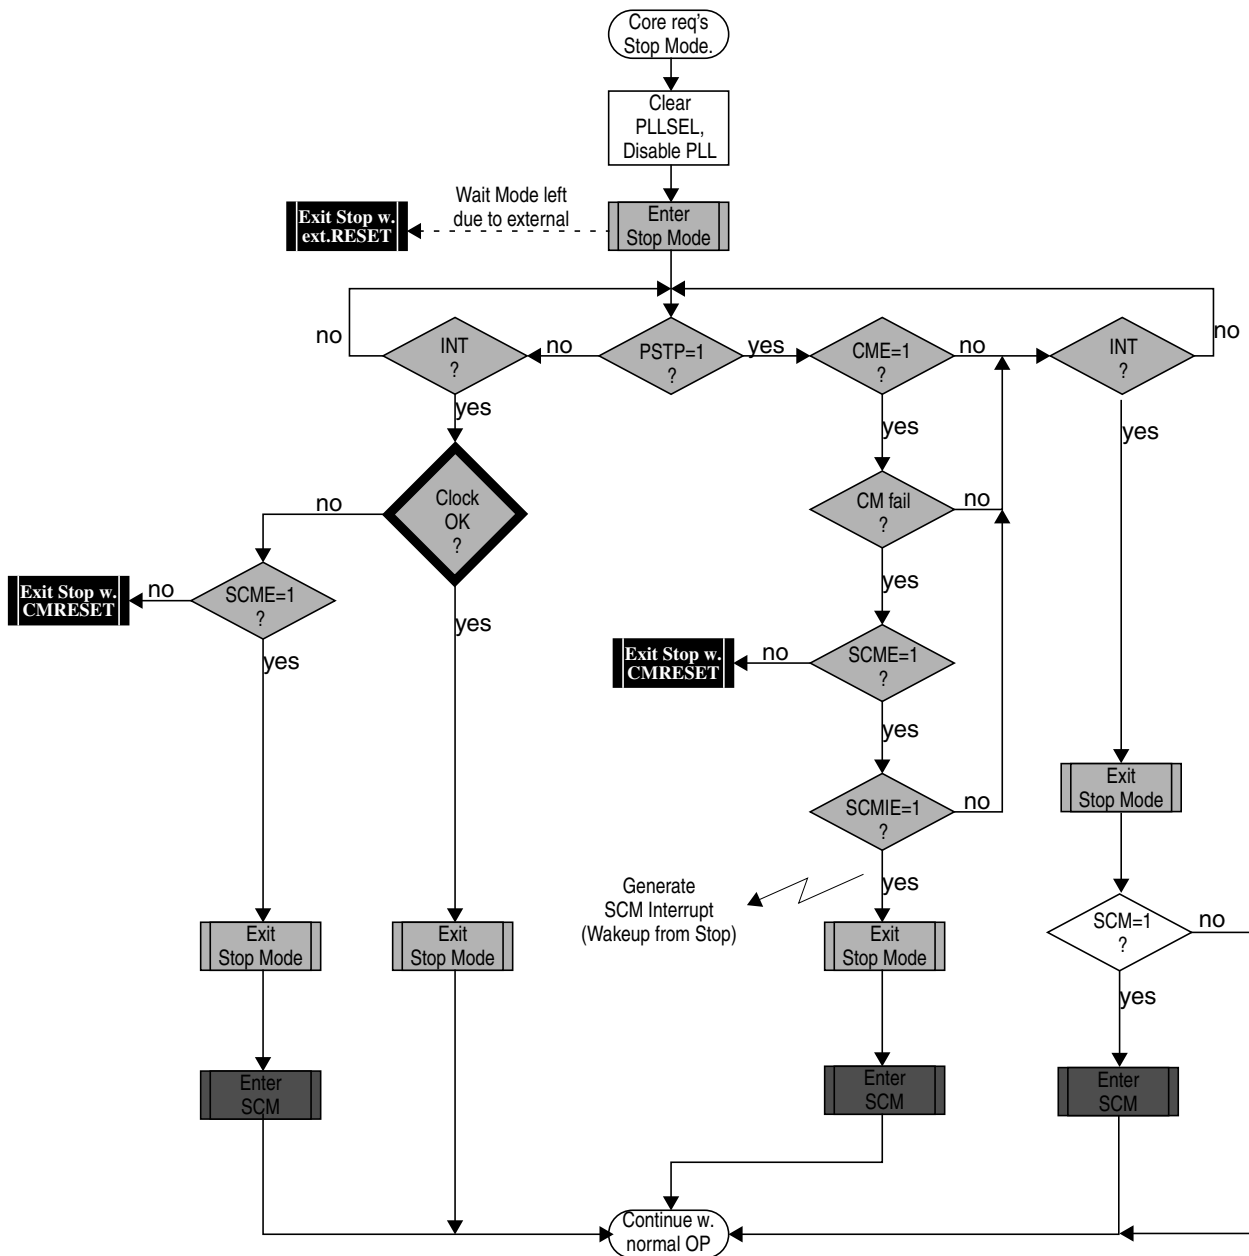 Core req's
Stop Mode.
Clear
PLLSEL,
Disable PLL
Wait Mode left
due to external
Exit Stop w.
ext.RESET
Enter
Stop Mode
no
INT
?
no
PSTP=1
?
yes
CME=1
?
no
INT
?
no
yes
yes
yes
no
Clock
OK
?
CM fail
?
no
Exit Stop w.
CMRESET
no
SCME=1
?
yes
yes
yes
Exit Stop w.
CMRESET
no
SCME=1
?
yes
SCMIE=1
?
no
Exit
Stop Mode
Generate
SCM Interrupt
(Wakeup from Stop)
yes
Exit
Stop Mode
Exit
Stop Mode
Exit
Stop Mode
SCM=1
?
no
yes
Enter
SCM
Enter
SCM
Enter
SCM
Continue w.
normal OP